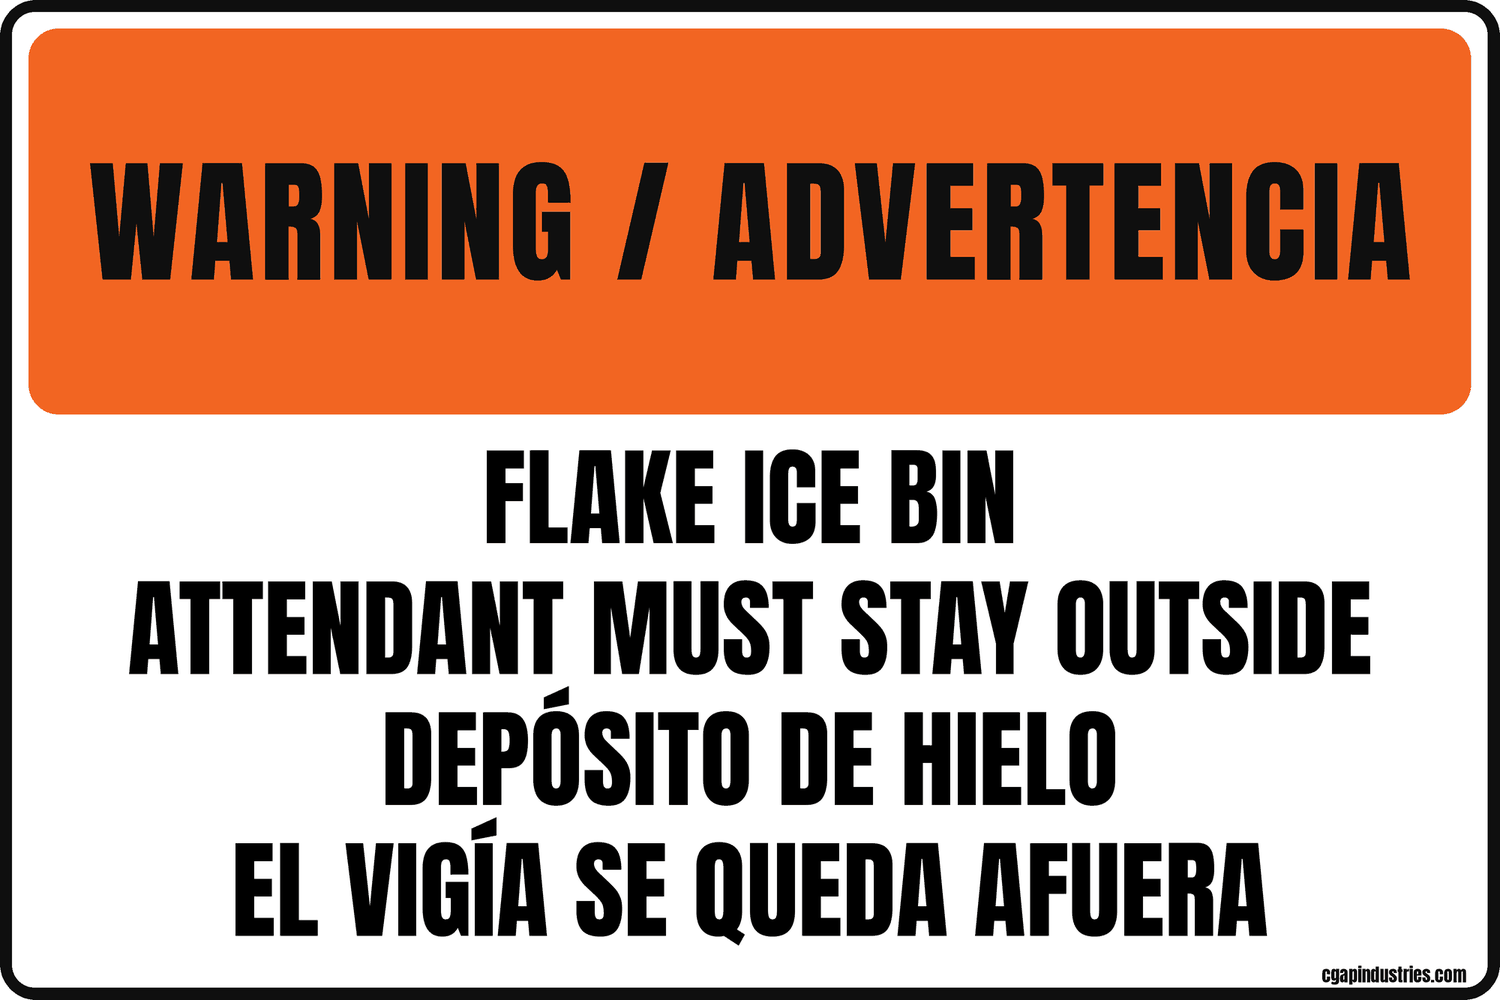 WARNING / ADVERTENCIA
FLAKE ICE BIN
ATTENDANT MUST STAY OUTSIDE
DEPÓSITO DE HIELO
EL VIGÍA SE QUEDA AFUERA
cgapindustries.com